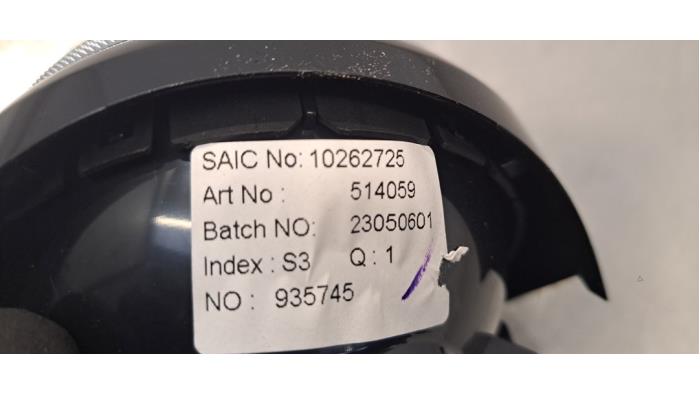 SAIC No: 10262725
Art No : 514059
Batch NO: 23050601
Index : S3 Q : 1
NO : 935745